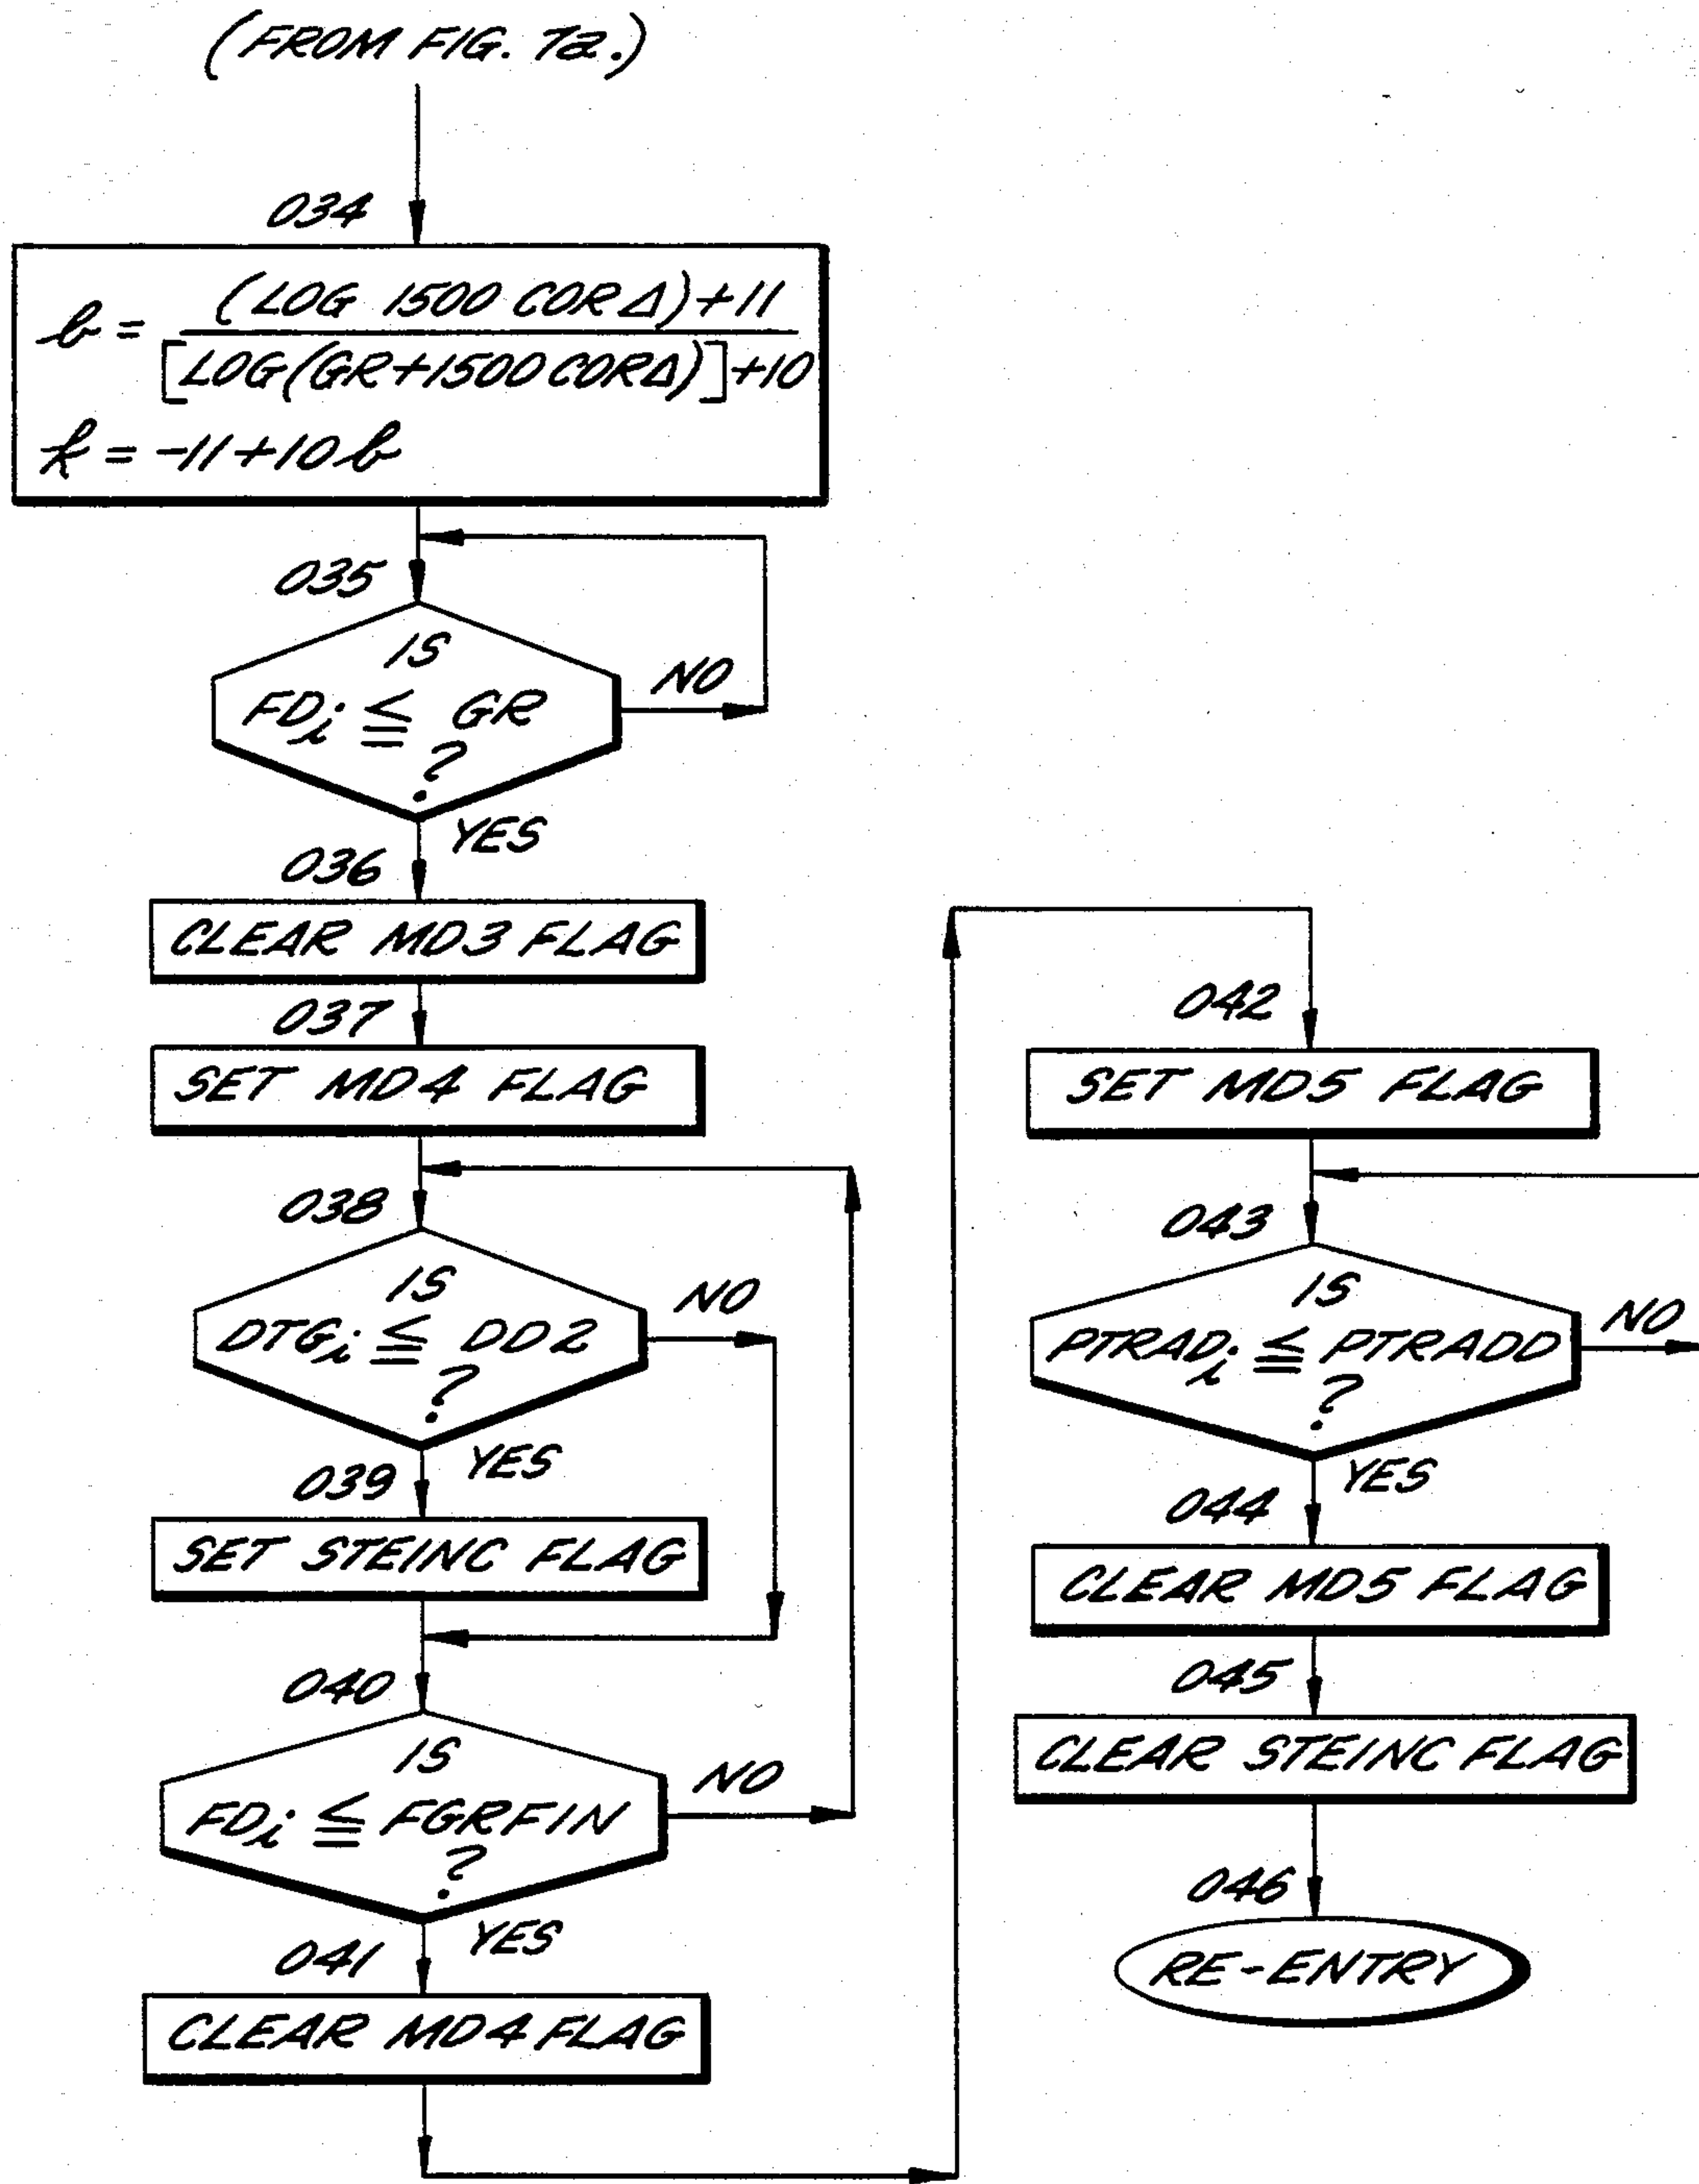 (FROM FIG. 7a.)
034
b = (LOG 1500 COR Δ)+11
[LOG(GR+1500 CORΔ)]+10
k = -11+10 b
035
IS
FDi ≦ GR
?
NO
YES
036
CLEAR MD3 FLAG
037
SET MD4 FLAG
038
IS
DTGi ≦ DD2
?
NO
YES
039
SET STEINC FLAG
040
IS
FDi ≦ FGRFIN
?
NO
YES
041
CLEAR MD4 FLAG
042
SET MD5 FLAG
043
IS
PTRADi ≦ PTRADD
?
NO
YES
044
CLEAR MD5 FLAG
045
CLEAR STEINC FLAG
046
RE-ENTRY